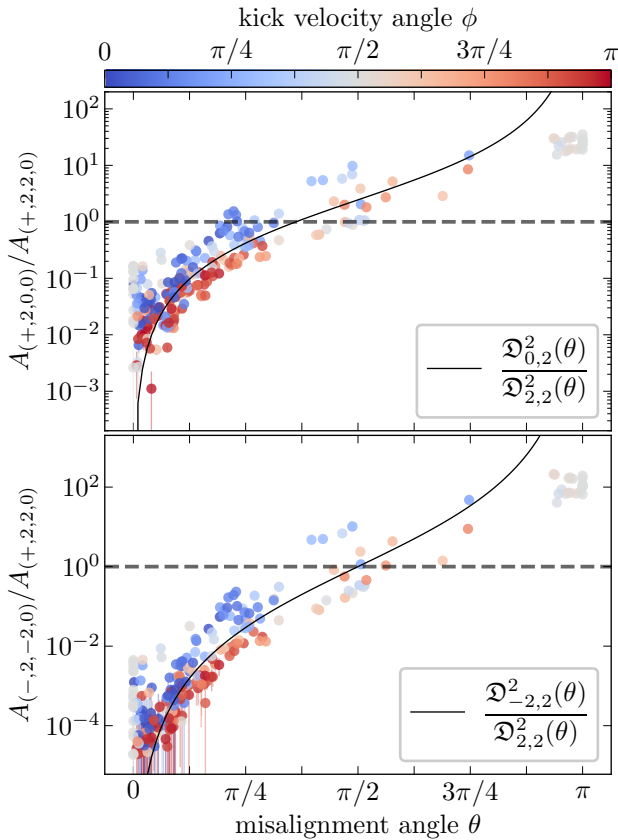 kick velocity angle ϕ
0 π/4 π/2 3π/4 π
10² 10¹ 10⁰ 10⁻¹ 10⁻² 10⁻³
A₍₊,₂,₀,₀₎/A₍₊,₂,₂,₀₎
𝔇²₀,₂(θ)
𝔇²₂,₂(θ)
10² 10⁰ 10⁻² 10⁻⁴
A₍₋,₂,₋₂,₀₎/A₍₊,₂,₂,₀₎
𝔇²₋₂,₂(θ)
𝔇²₂,₂(θ)
0 π/4 π/2 3π/4 π
misalignment angle θ